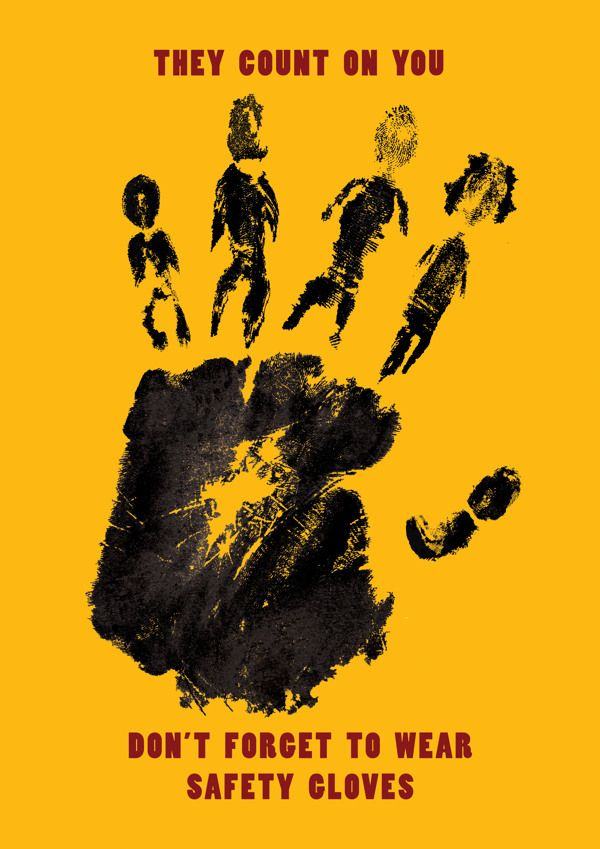 THEY COUNT ON YOU
DON'T FORGET TO WEAR
SAFETY GLOVES